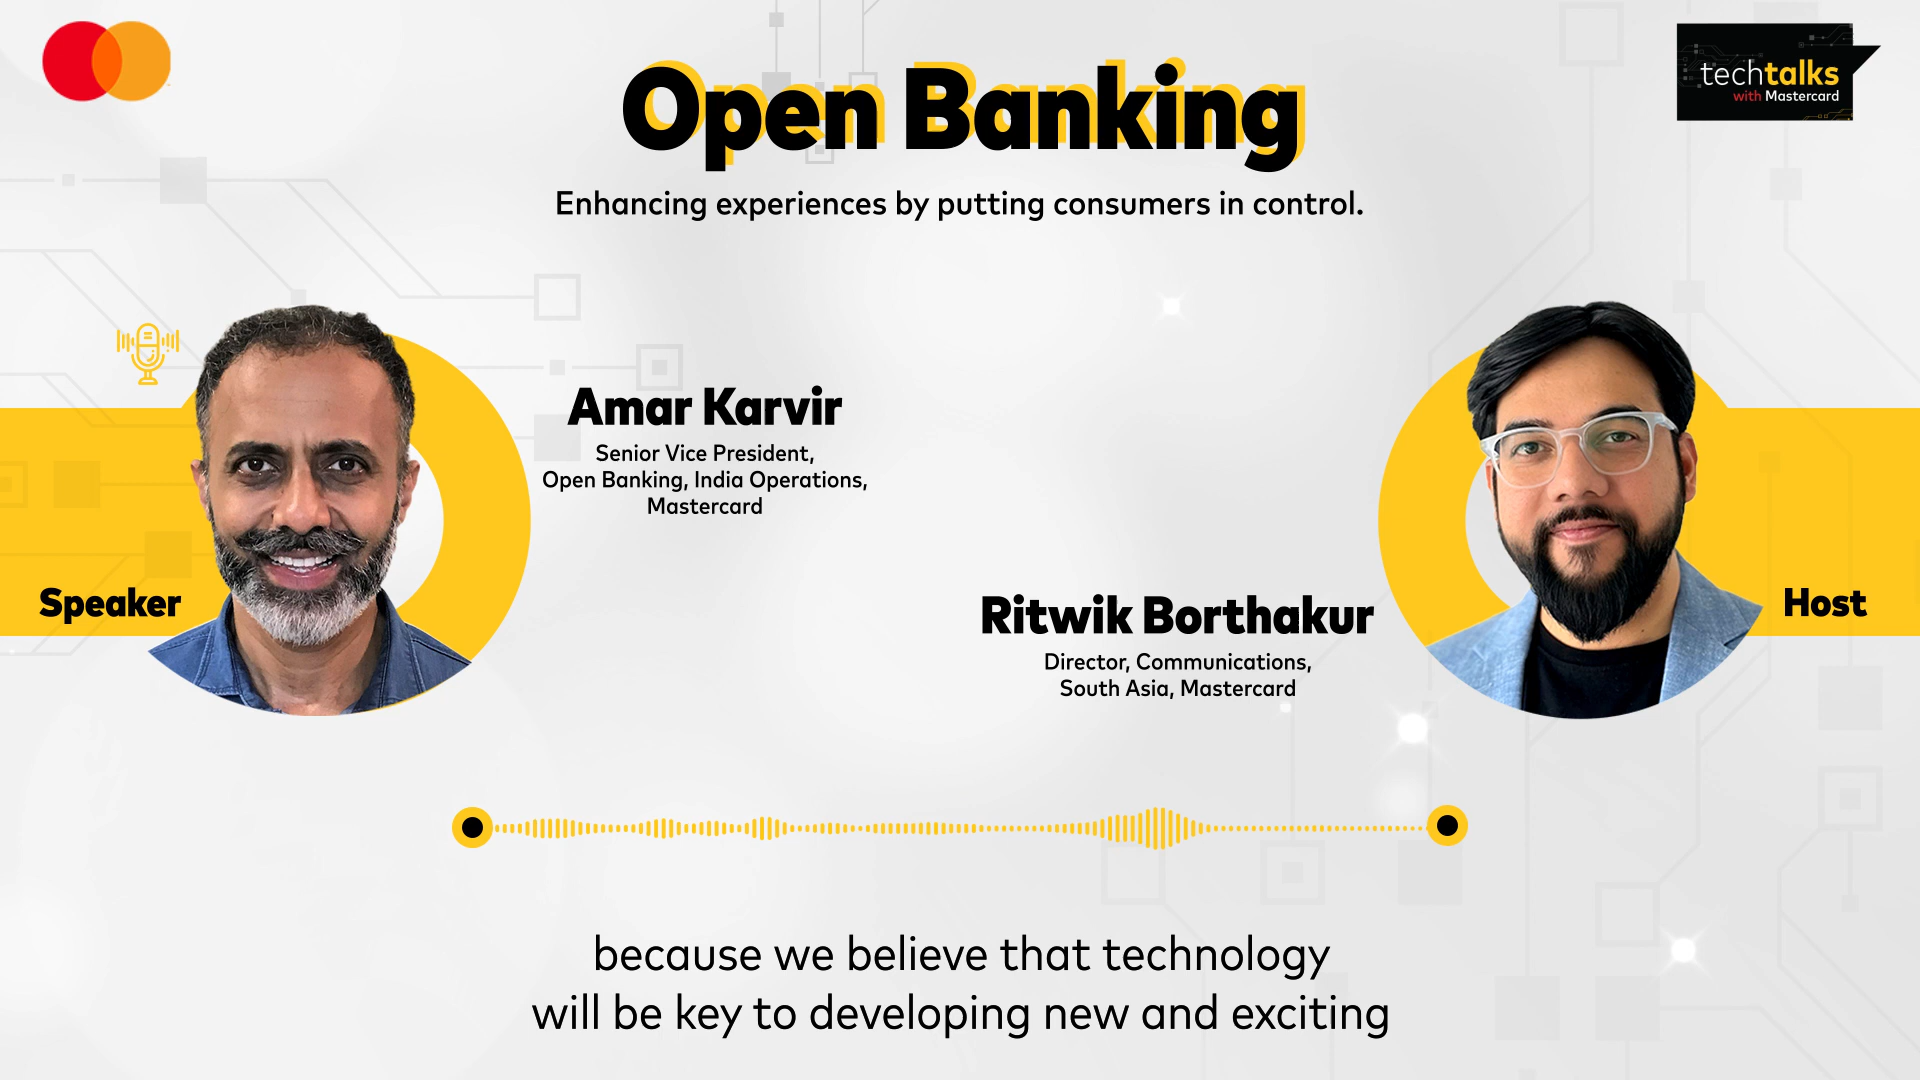 Open Banking
techtalks
with Mastercard
Enhancing experiences by putting consumers in control.
Amar Karvir
Senior Vice President,
Open Banking, India Operations,
Mastercard
Speaker
Ritwik Borthakur
Director, Communications,
South Asia, Mastercard
Host
because we believe that technology
will be key to developing new and exciting